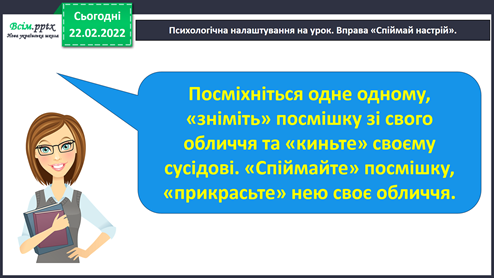 Всім.pptx
Нова українська школа
Сьогодні
22.02.2022
Психологічна налаштування на урок. Вправа «Спіймай настрій».
Посміхніться одне одному,
«зніміть» посмішку зі свого
обличчя та «киньте» своєму
сусідові. «Спіймайте» посмішку,
«прикрасьте» нею своє обличчя.